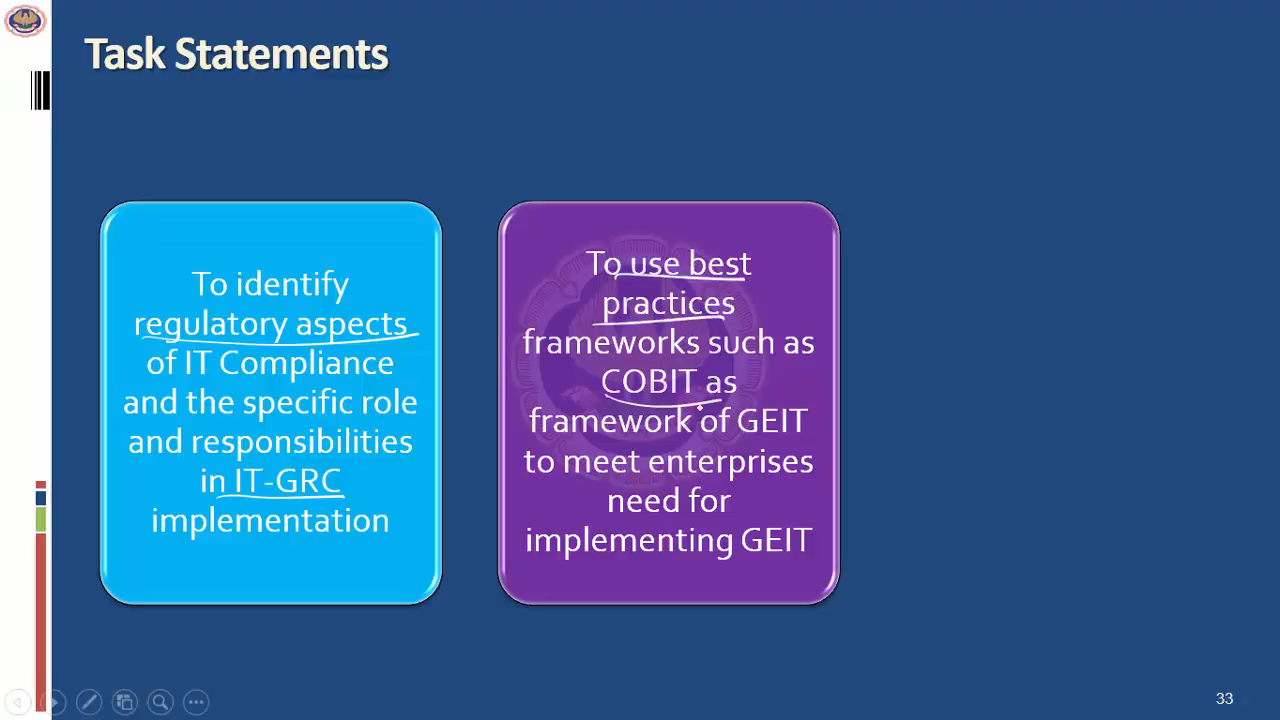 Task Statements
To identify
regulatory aspects
of IT Compliance
and the specific role
and responsibilities
in IT-GRC
implementation
To use best
practices
frameworks such as
COBIT as
framework of GEIT
to meet enterprises
need for
implementing GEIT
33